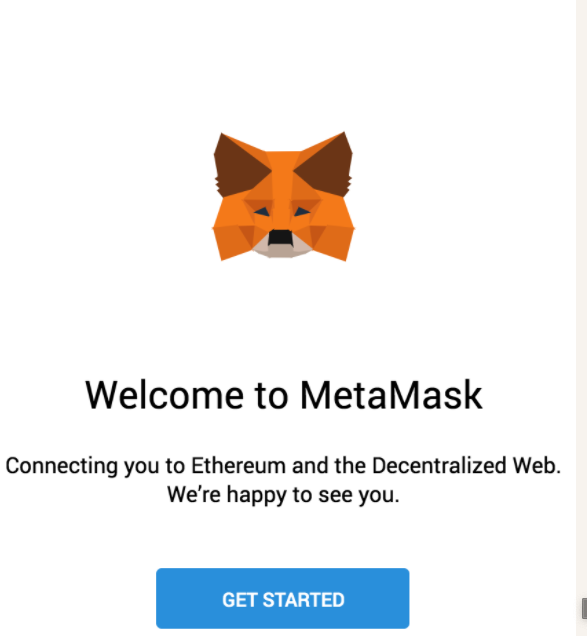 Welcome to MetaMask
Connecting you to Ethereum and the Decentralized Web.
We’re happy to see you.
GET STARTED